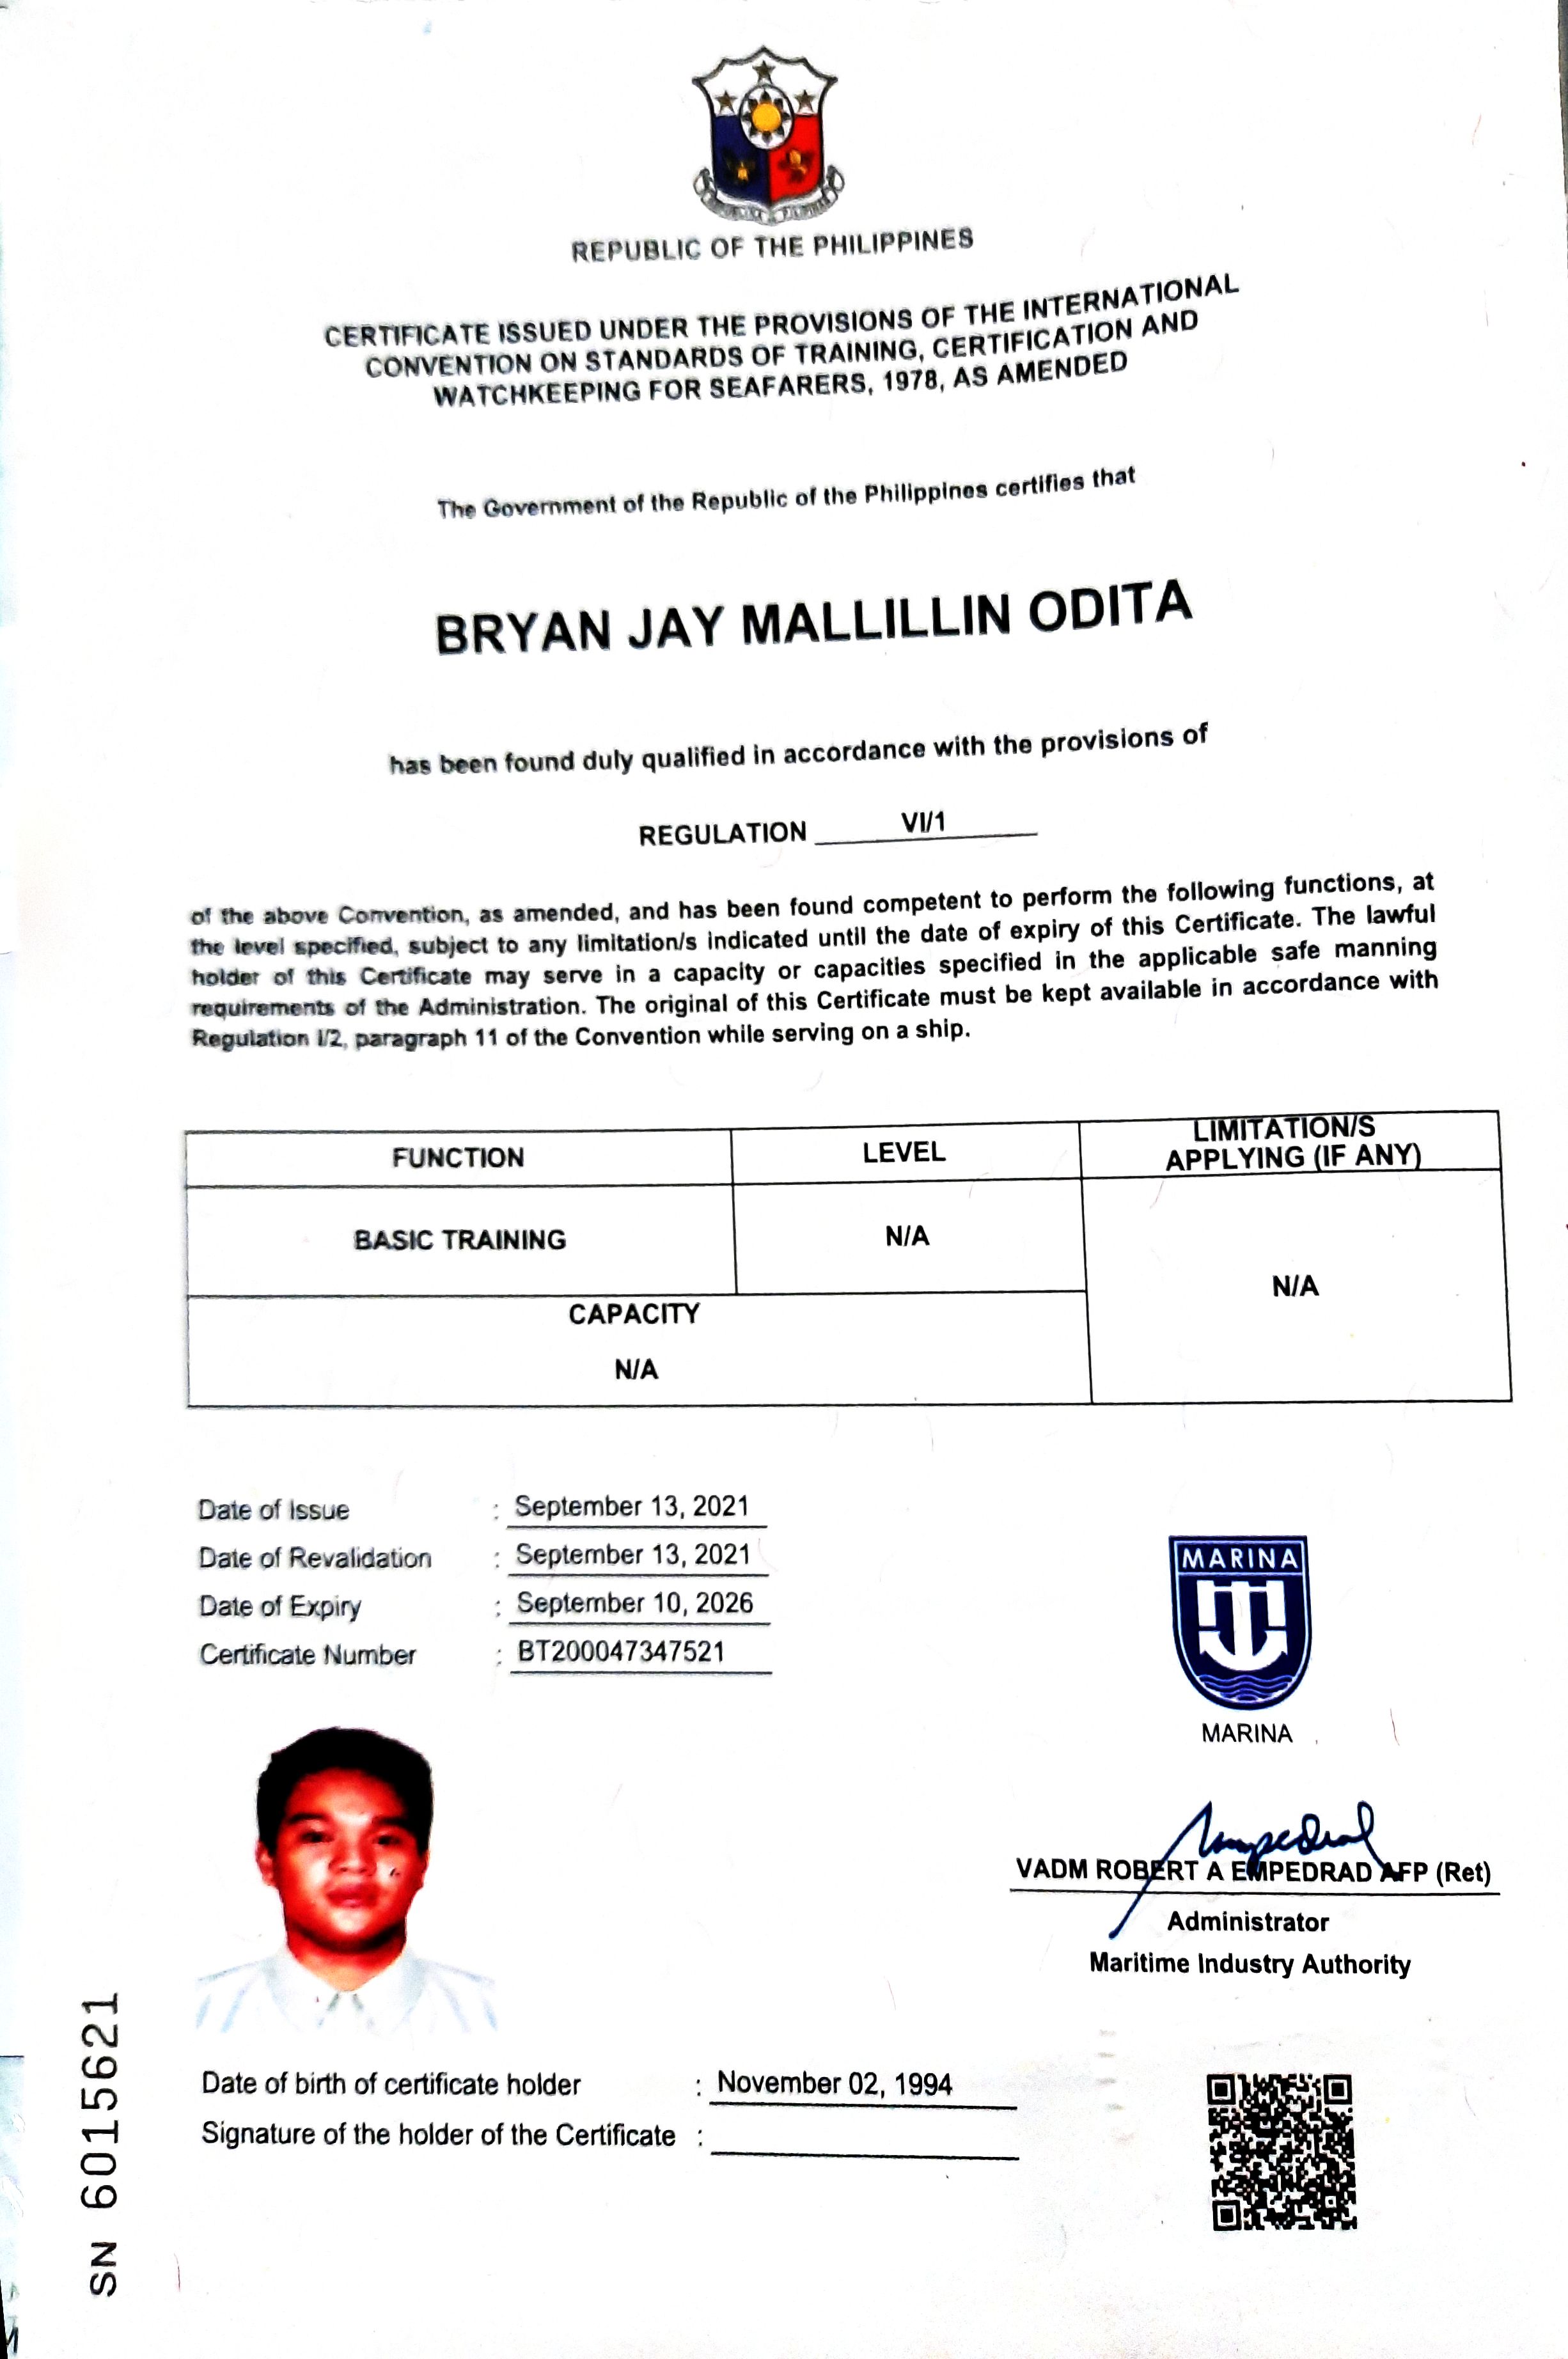 REPUBLIC OF THE PHILIPPINES
CERTIFICATE ISSUED UNDER THE PROVISIONS OF THE INTERNATIONAL
CONVENTION ON STANDARDS OF TRAINING, CERTIFICATION AND
WATCHKEEPING FOR SEAFARERS, 1978, AS AMENDED
The Government of the Republic of the Philippines certifies that
BRYAN JAY MALLILLIN ODITA
has been found duly qualified in accordance with the provisions of
REGULATION VI/1
of the above Convention, as amended, and has been found competent to perform the following functions, at
the level specified, subject to any limitation/s indicated until the date of expiry of this Certificate. The lawful
holder of this Certificate may serve in a capacity or capacities specified in the applicable safe manning
requirements of the Administration. The original of this Certificate must be kept available in accordance with
Regulation I/2, paragraph 11 of the Convention while serving on a ship.
FUNCTION LEVEL LIMITATION/S
APPLYING (IF ANY)
BASIC TRAINING N/A N/A
CAPACITY
N/A
Date of Issue : September 13, 2021
Date of Revalidation : September 13, 2021
Date of Expiry : September 10, 2026
Certificate Number : BT200047347521
MARINA
MARINA
VADM ROBERT A EMPEDRAD AFP (Ret)
Administrator
Maritime Industry Authority
Date of birth of certificate holder : November 02, 1994
Signature of the holder of the Certificate :
SN 6015621